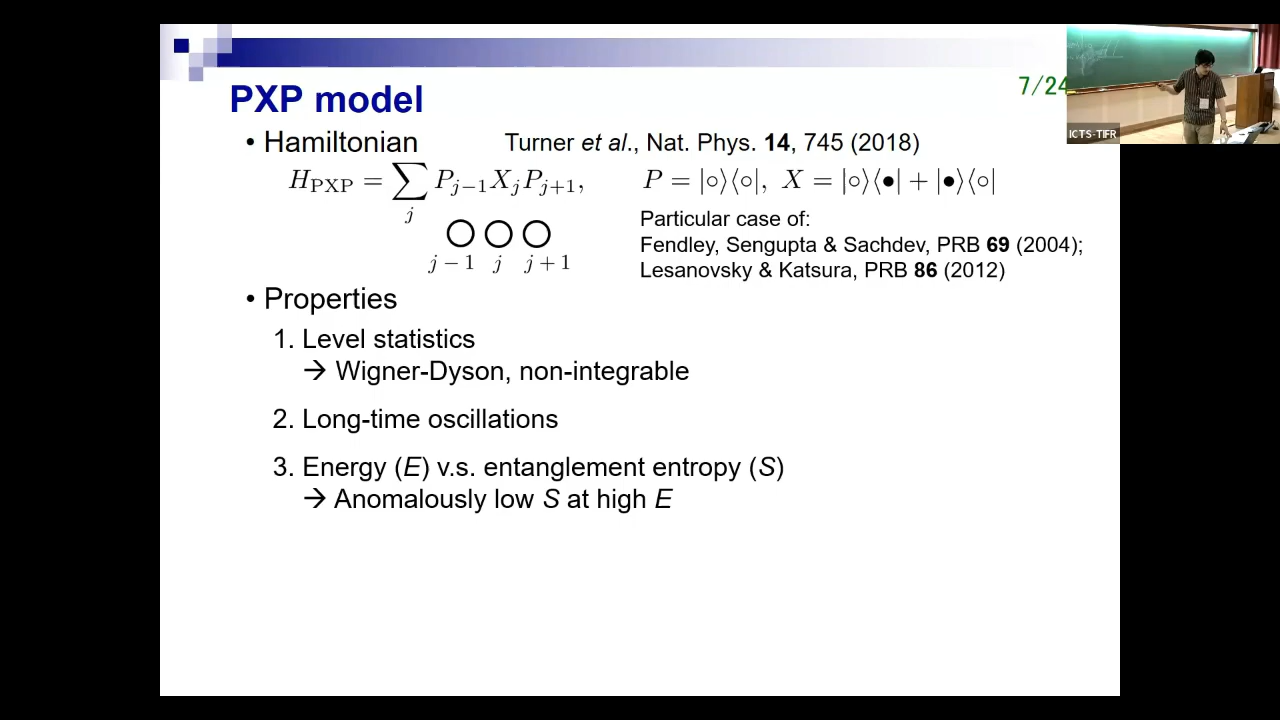 7/24
ICTS-TIFR
PXP model
• Hamiltonian
Turner et al., Nat. Phys. 14, 745 (2018)
H_PXP = ∑_j P_{j−1} X_j P_{j+1},
P = |∘⟩⟨∘|, X = |∘⟩⟨•| + |•⟩⟨∘|
j − 1 j j + 1
Particular case of:
Fendley, Sengupta & Sachdev, PRB 69 (2004);
Lesanovsky & Katsura, PRB 86 (2012)
• Properties
1. Level statistics
→ Wigner-Dyson, non-integrable
2. Long-time oscillations
3. Energy (E) v.s. entanglement entropy (S)
→ Anomalously low S at high E